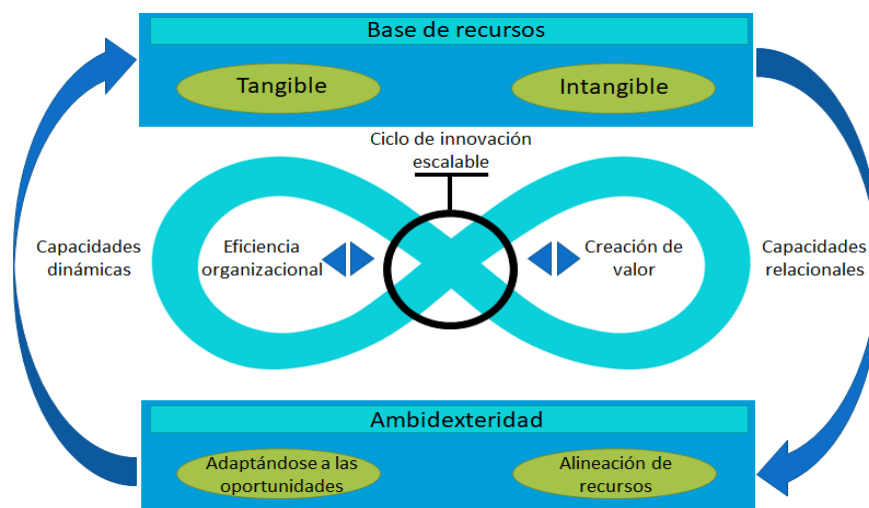 Base de recursos
Tangible
Intangible
Ciclo de innovación
escalable
Capacidades
dinámicas
Eficiencia
organizacional
Creación de
valor
Capacidades
relacionales
Ambidexteridad
Adaptándose a las
oportunidades
Alineación de
recursos